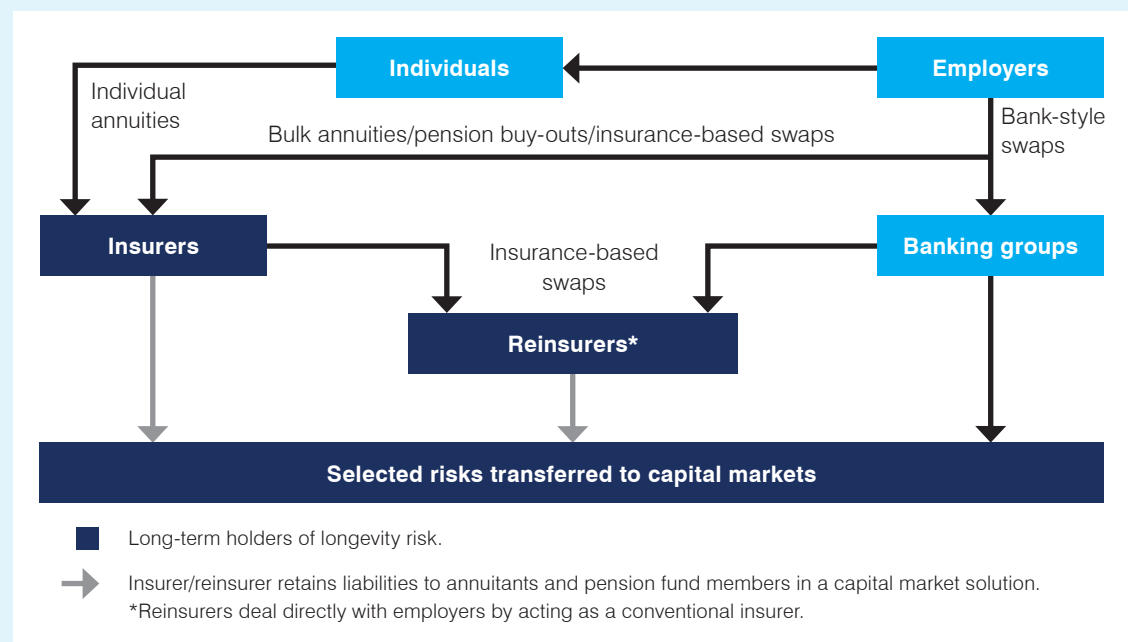 Individuals
Employers
Individual
annuities
Bank-style
swaps
Bulk annuities/pension buy-outs/insurance-based swaps
Insurers
Insurance-based
swaps
Banking groups
Reinsurers*
Selected risks transferred to capital markets
Long-term holders of longevity risk.
Insurer/reinsurer retains liabilities to annuitants and pension fund members in a capital market solution.
*Reinsurers deal directly with employers by acting as a conventional insurer.